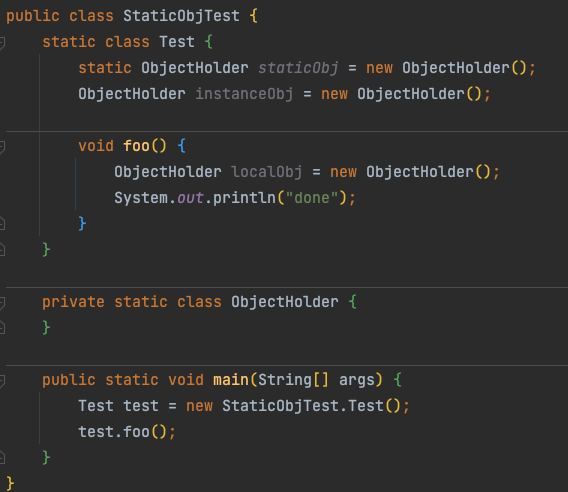 public class StaticObjTest {
    static class Test {
        static ObjectHolder staticObj = new ObjectHolder();
        ObjectHolder instanceObj = new ObjectHolder();

        void foo() {
            ObjectHolder localObj = new ObjectHolder();
            System.out.println("done");
        }
    }

    private static class ObjectHolder {
    }

    public static void main(String[] args) {
        Test test = new StaticObjTest.Test();
        test.foo();
    }
}